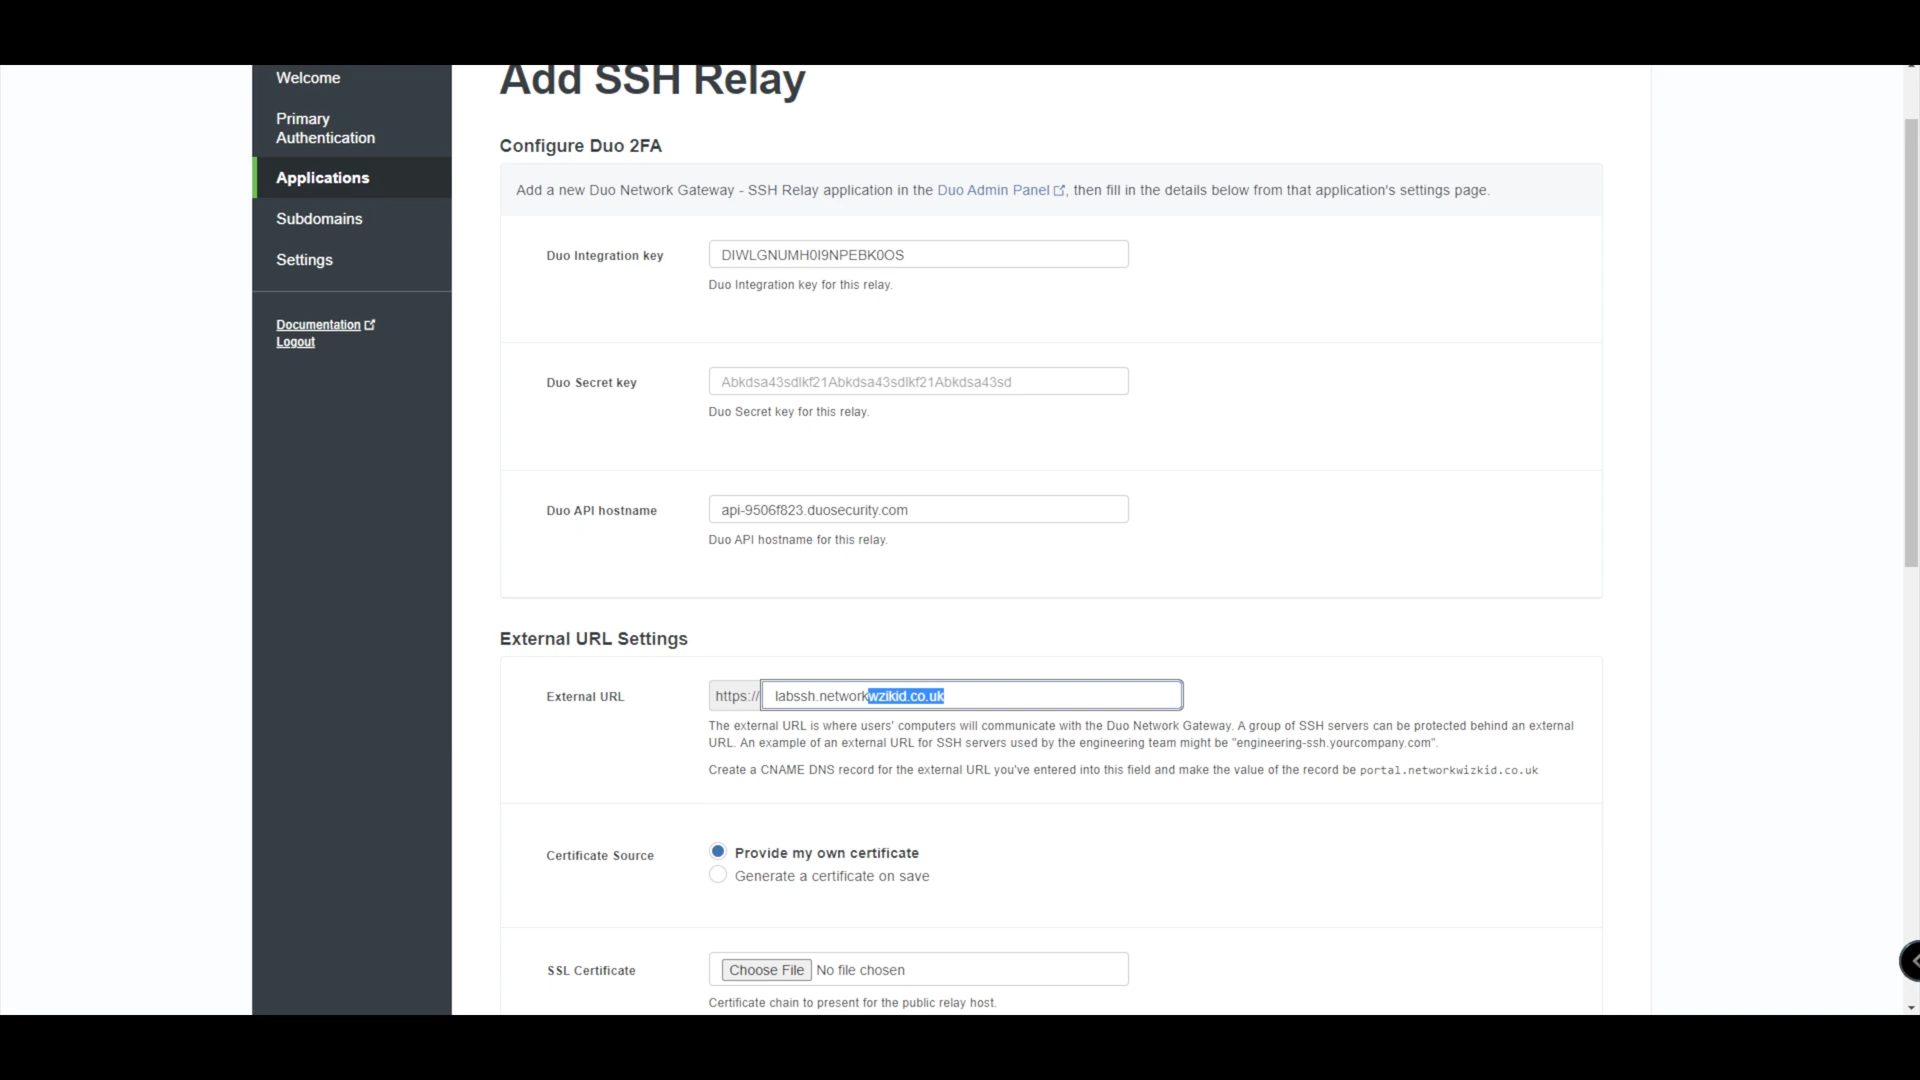 Welcome
Primary
Authentication
Applications
Subdomains
Settings
Documentation
Logout
Add SSH Relay
Configure Duo 2FA
Add a new Duo Network Gateway - SSH Relay application in the Duo Admin Panel, then fill in the details below from that application's settings page.
Duo Integration key
DIWLGNUMH0I9NPEBK0OS
Duo Integration key for this relay.
Duo Secret key
Abkdsa43sdlkf21Abkdsa43sdlkf21Abkdsa43sd
Duo Secret key for this relay.
Duo API hostname
api-9506f823.duosecurity.com
Duo API hostname for this relay.
External URL Settings
External URL
https:// labssh.networkwzikid.co.uk
The external URL is where users' computers will communicate with the Duo Network Gateway. A group of SSH servers can be protected behind an external
URL. An example of an external URL for SSH servers used by the engineering team might be "engineering-ssh.yourcompany.com".
Create a CNAME DNS record for the external URL you've entered into this field and make the value of the record be portal.networkwizkid.co.uk
Certificate Source
Provide my own certificate
Generate a certificate on save
SSL Certificate
Choose File No file chosen
Certificate chain to present for the public relay host.